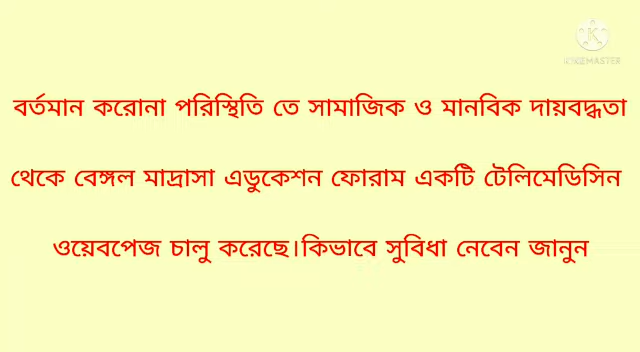 KINEMASTER
বর্তমান করোনা পরিস্থিতি তে সামাজিক ও মানবিক দায়বদ্ধতা
থেকে বেঙ্গল মাদ্রাসা এডুকেশন ফোরাম একটি টেলিমেডিসিন
ওয়েবপেজ চালু করেছে।কিভাবে সুবিধা নেবেন জানুন